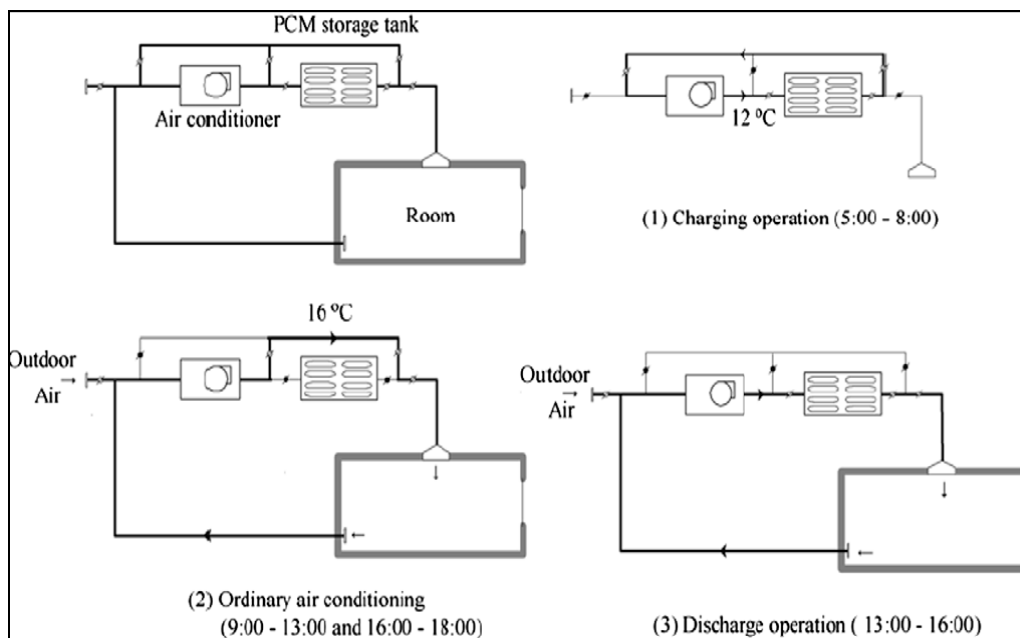 PCM storage tank
Air conditioner
Room
12 ºC
(1) Charging operation (5:00 - 8:00)
16 ºC
Outdoor
Air
(2) Ordinary air conditioning
(9:00 - 13:00 and 16:00 - 18:00)
Outdoor
Air
(3) Discharge operation ( 13:00 - 16:00)